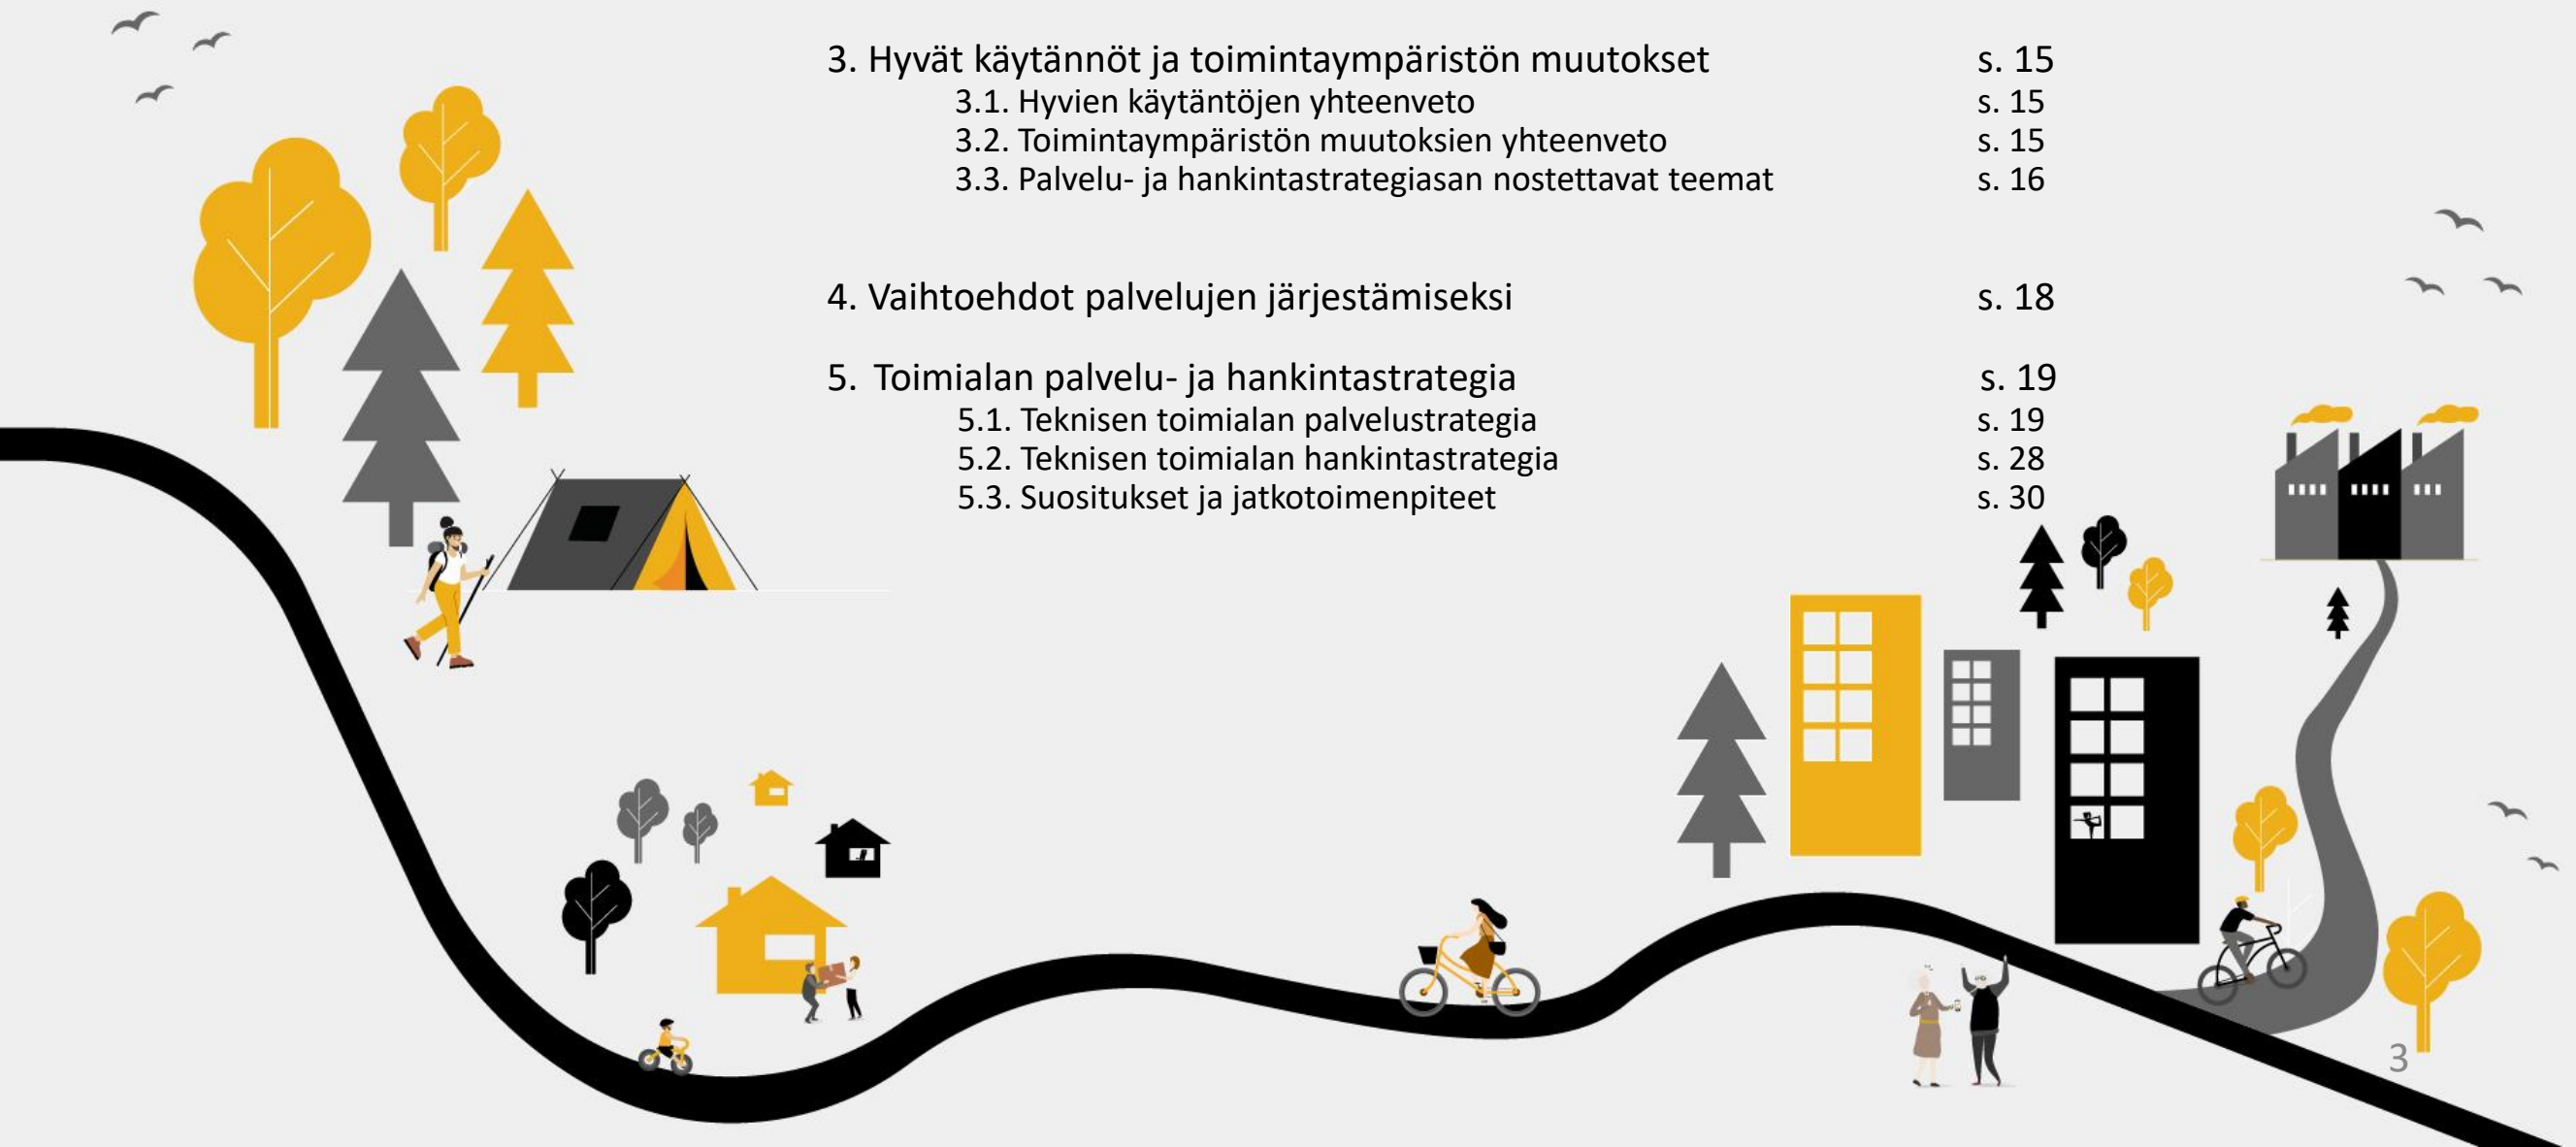 3. Hyvät käytännöt ja toimintaympäristön muutokset s. 15
3.1. Hyvien käytäntöjen yhteenveto s. 15
3.2. Toimintaympäristön muutoksien yhteenveto s. 15
3.3. Palvelu- ja hankintastrategiasan nostettavat teemat s. 16
4. Vaihtoehdot palvelujen järjestämiseksi s. 18
5. Toimialan palvelu- ja hankintastrategia s. 19
5.1. Teknisen toimialan palvelustrategia s. 19
5.2. Teknisen toimialan hankintastrategia s. 28
5.3. Suositukset ja jatkotoimenpiteet s. 30
3